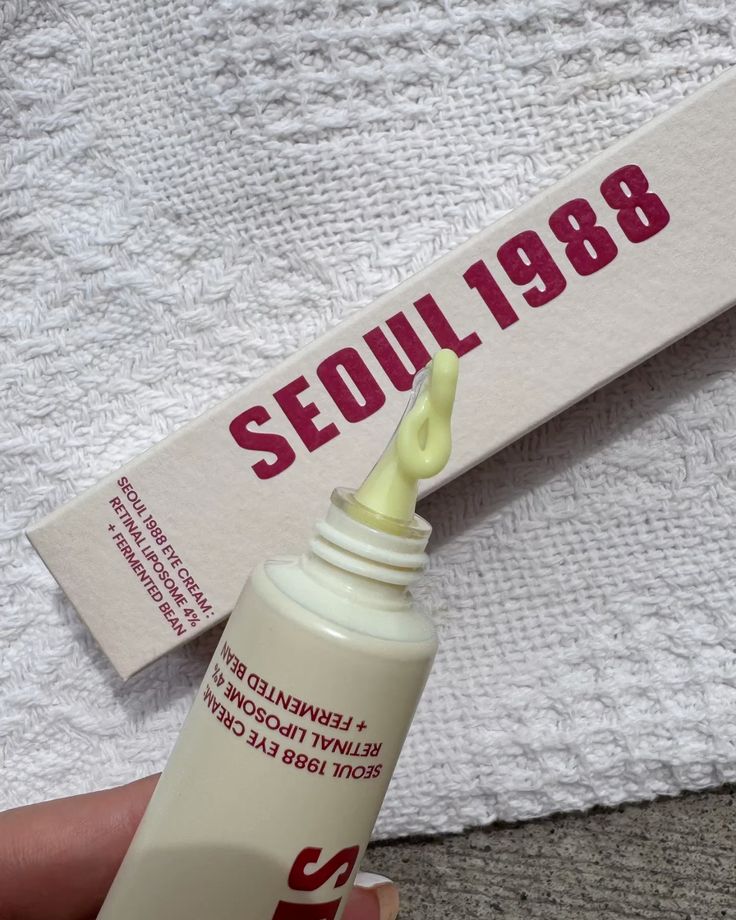 SEOUL 1988
SEOUL 1988 EYE CREAM :
RETINAL LIPOSOME 4%
+ FERMENTED BEAN
SEOUL 1988 EYE CREAM:
RETINAL LIPOSOME 4%
+ FERMENTED BEAN
SE